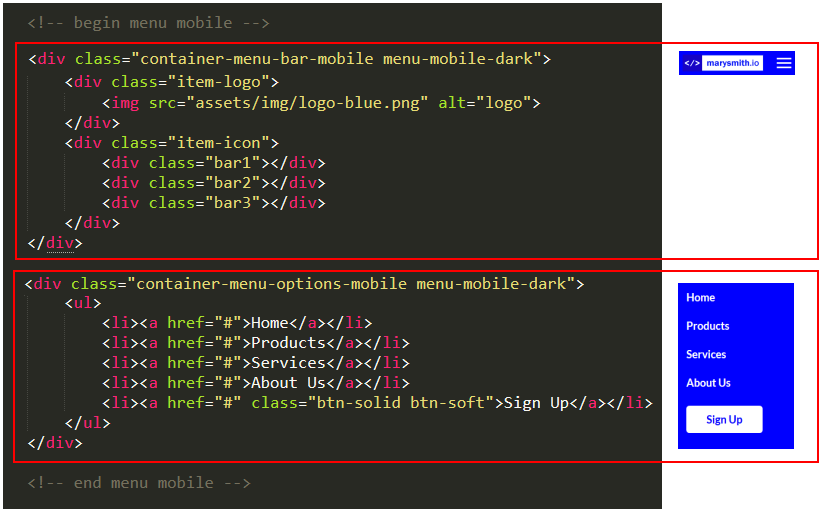 <!-- begin menu mobile -->
<div class="container-menu-bar-mobile menu-mobile-dark">
<div class="item-logo">
<img src="assets/img/logo-blue.png" alt="logo">
</div>
<div class="item-icon">
<div class="bar1"></div>
<div class="bar2"></div>
<div class="bar3"></div>
</div>
</div>
</> marysmith.io
<div class="container-menu-options-mobile menu-mobile-dark">
<ul>
<li><a href="#">Home</a></li>
<li><a href="#">Products</a></li>
<li><a href="#">Services</a></li>
<li><a href="#">About Us</a></li>
<li><a href="#" class="btn-solid btn-soft">Sign Up</a></li>
</ul>
</div>
Home
Products
Services
About Us
Sign Up
<!-- end menu mobile -->